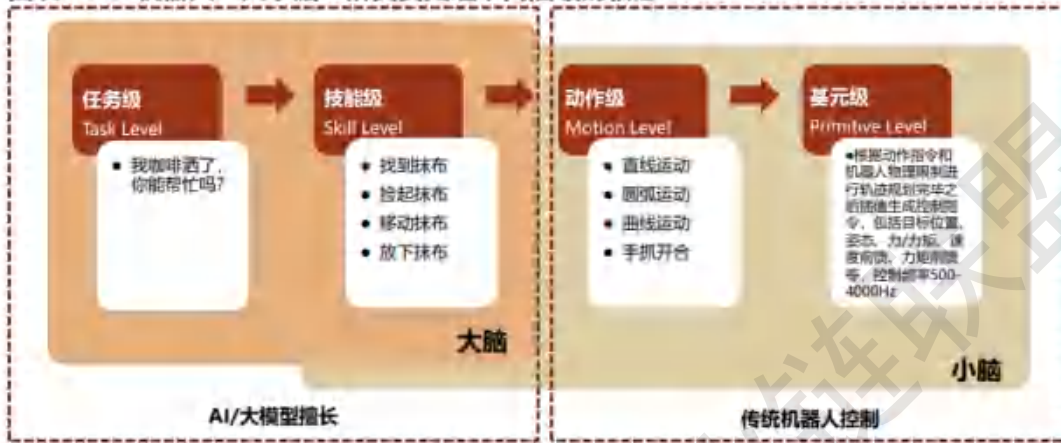 任务级
Task Level
● 我咖啡洒了，
你能帮忙吗？
技能级
Skill Level
● 找到抹布
● 捡起抹布
● 移动抹布
● 放下抹布
动作级
Motion Level
● 直线运动
● 圆弧运动
● 曲线运动
● 手抓开合
基元级
Primitive Level
●根据动作指令和
机器人物理限制进
行轨迹规划完毕之
后插值生成控制指
令，包括目标位置、
姿态、力/力矩、速
度前馈、力矩前馈
等，控制频率500-
4000Hz
大脑
小脑
AI/大模型擅长
传统机器人控制
链联盟